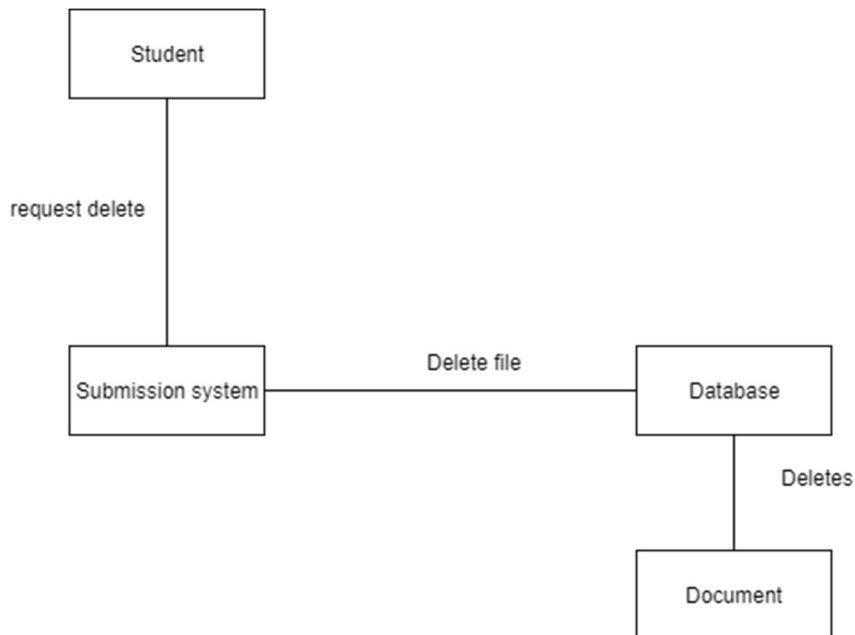 Student
request delete
Delete file
Submission system
Database
Deletes
Document